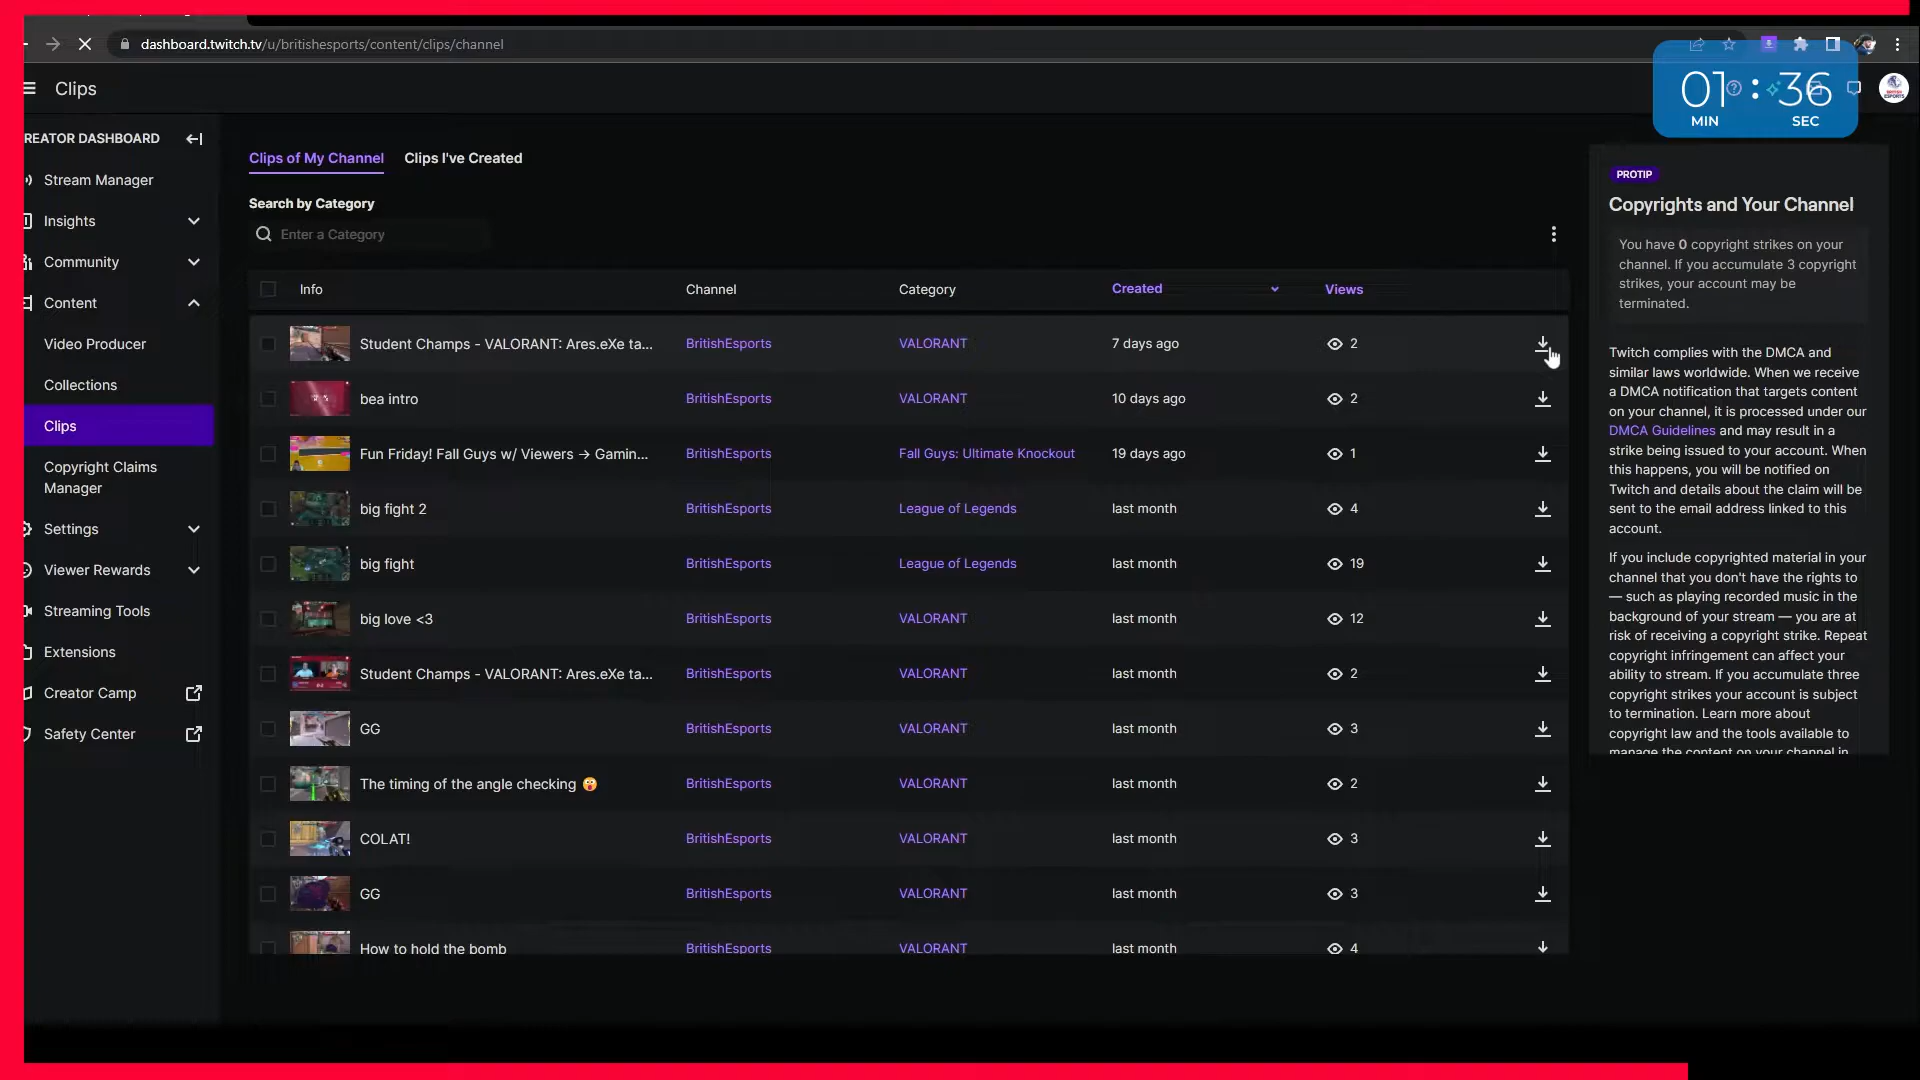 dashboard.twitch.tv/u/britishesports/content/clips/channel
Clips
01 : 36
MIN SEC
REATOR DASHBOARD
Stream Manager
Insights
Community
Content
Video Producer
Collections
Clips
Copyright Claims
Manager
Settings
Viewer Rewards
Streaming Tools
Extensions
Creator Camp
Safety Center
Clips of My Channel Clips I've Created
Search by Category
Enter a Category
Info Channel Category Created Views
Student Champs - VALORANT: Ares.eXe ta... BritishEsports VALORANT 7 days ago 2
bea intro BritishEsports VALORANT 10 days ago 2
Fun Friday! Fall Guys w/ Viewers → Gamin... BritishEsports Fall Guys: Ultimate Knockout 19 days ago 1
big fight 2 BritishEsports League of Legends last month 4
big fight BritishEsports League of Legends last month 19
big love <3 BritishEsports VALORANT last month 12
Student Champs - VALORANT: Ares.eXe ta... BritishEsports VALORANT last month 2
GG BritishEsports VALORANT last month 3
The timing of the angle checking 😲 BritishEsports VALORANT last month 2
COLAT! BritishEsports VALORANT last month 3
GG BritishEsports VALORANT last month 3
How to hold the bomb BritishEsports VALORANT last month 4
PROTIP
Copyrights and Your Channel
You have 0 copyright strikes on your
channel. If you accumulate 3 copyright
strikes, your account may be
terminated.
Twitch complies with the DMCA and
similar laws worldwide. When we receive
a DMCA notification that targets content
on your channel, it is processed under our
DMCA Guidelines and may result in a
strike being issued to your account. When
this happens, you will be notified on
Twitch and details about the claim will be
sent to the email address linked to this
account.
If you include copyrighted material in your
channel that you don't have the rights to
— such as playing recorded music in the
background of your stream — you are at
risk of receiving a copyright strike. Repeat
copyright infringement can affect your
ability to stream. If you accumulate three
copyright strikes your account is subject
to termination. Learn more about
copyright law and the tools available to
manage the content on your channel in